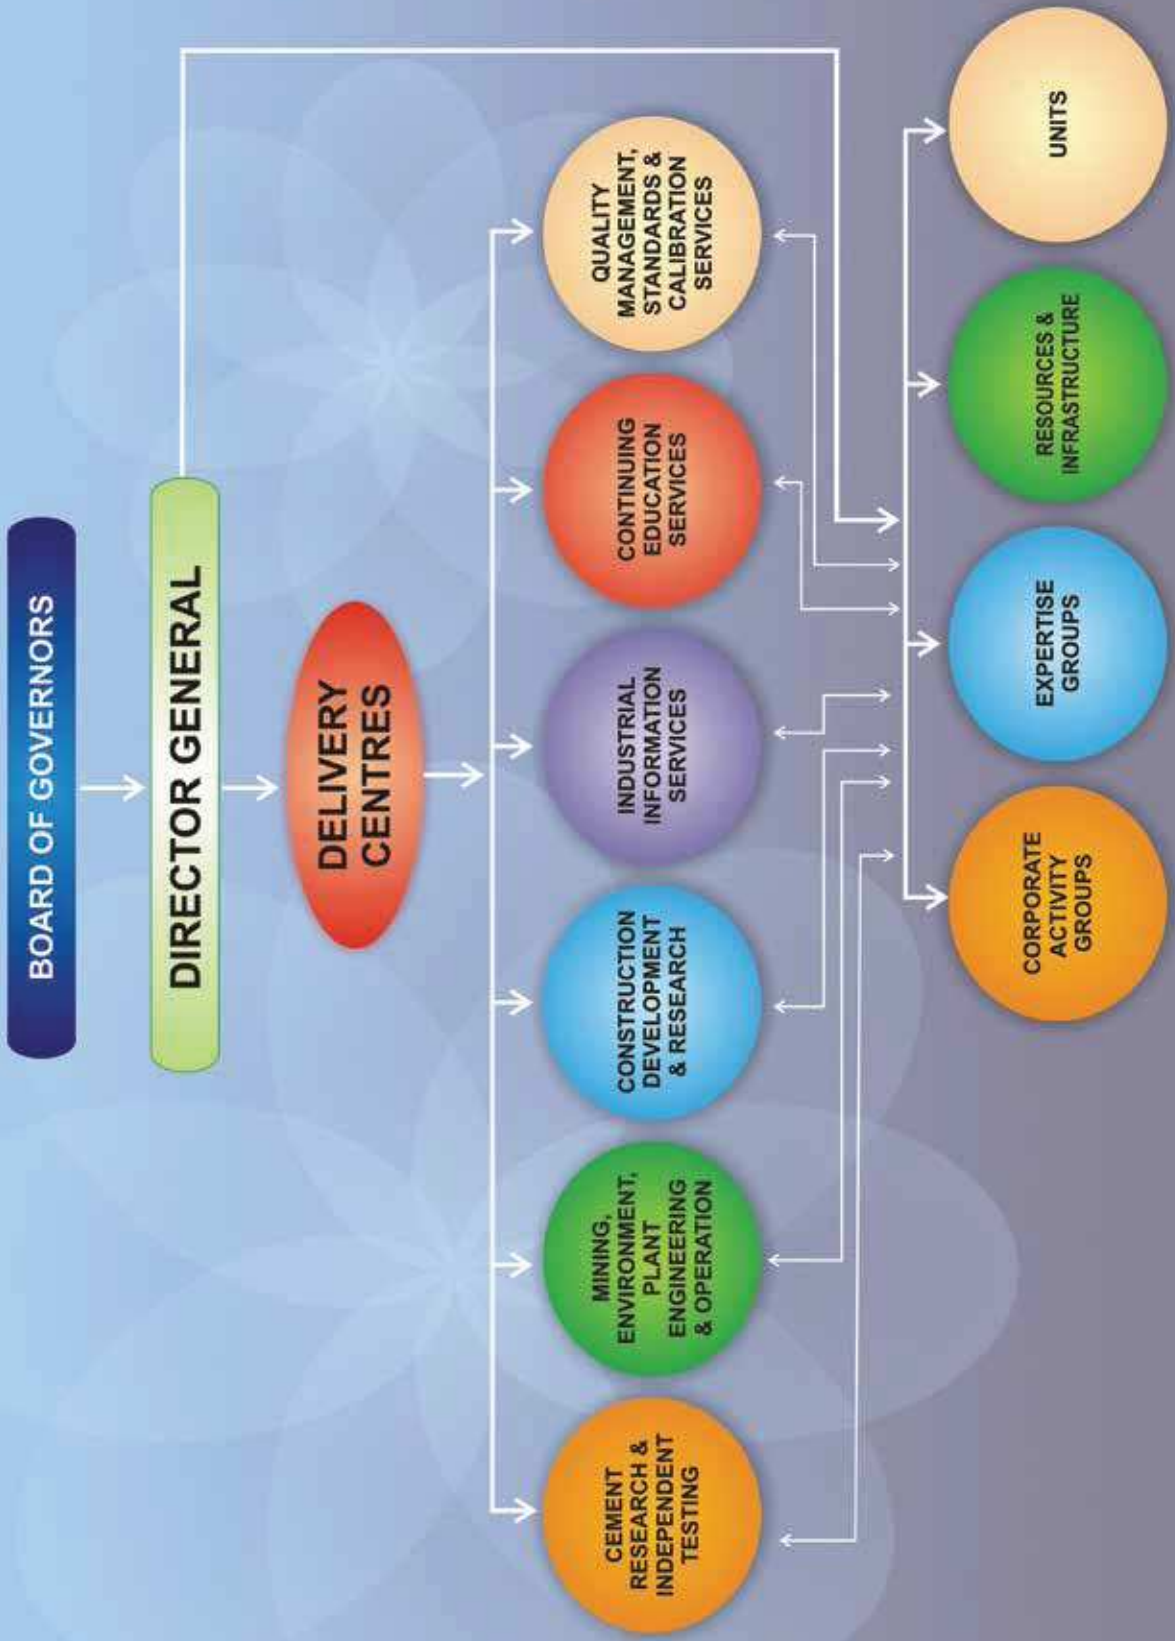 BOARD OF GOVERNORS
DIRECTOR GENERAL
DELIVERY
CENTRES
CEMENT
RESEARCH &
INDEPENDENT
TESTING
MINING,
ENVIRONMENT,
PLANT
ENGINEERING
& OPERATION
CONSTRUCTION
DEVELOPMENT
& RESEARCH
INDUSTRIAL
INFORMATION
SERVICES
CONTINUING
EDUCATION
SERVICES
QUALITY
MANAGEMENT,
STANDARDS &
CALIBRATION
SERVICES
CORPORATE
ACTIVITY
GROUPS
EXPERTISE
GROUPS
RESOURCES &
INFRASTRUCTURE
UNITS